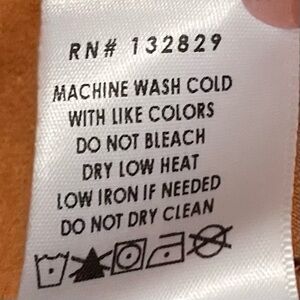 RN# 132829
MACHINE WASH COLD
WITH LIKE COLORS
DO NOT BLEACH
DRY LOW HEAT
LOW IRON IF NEEDED
DO NOT DRY CLEAN